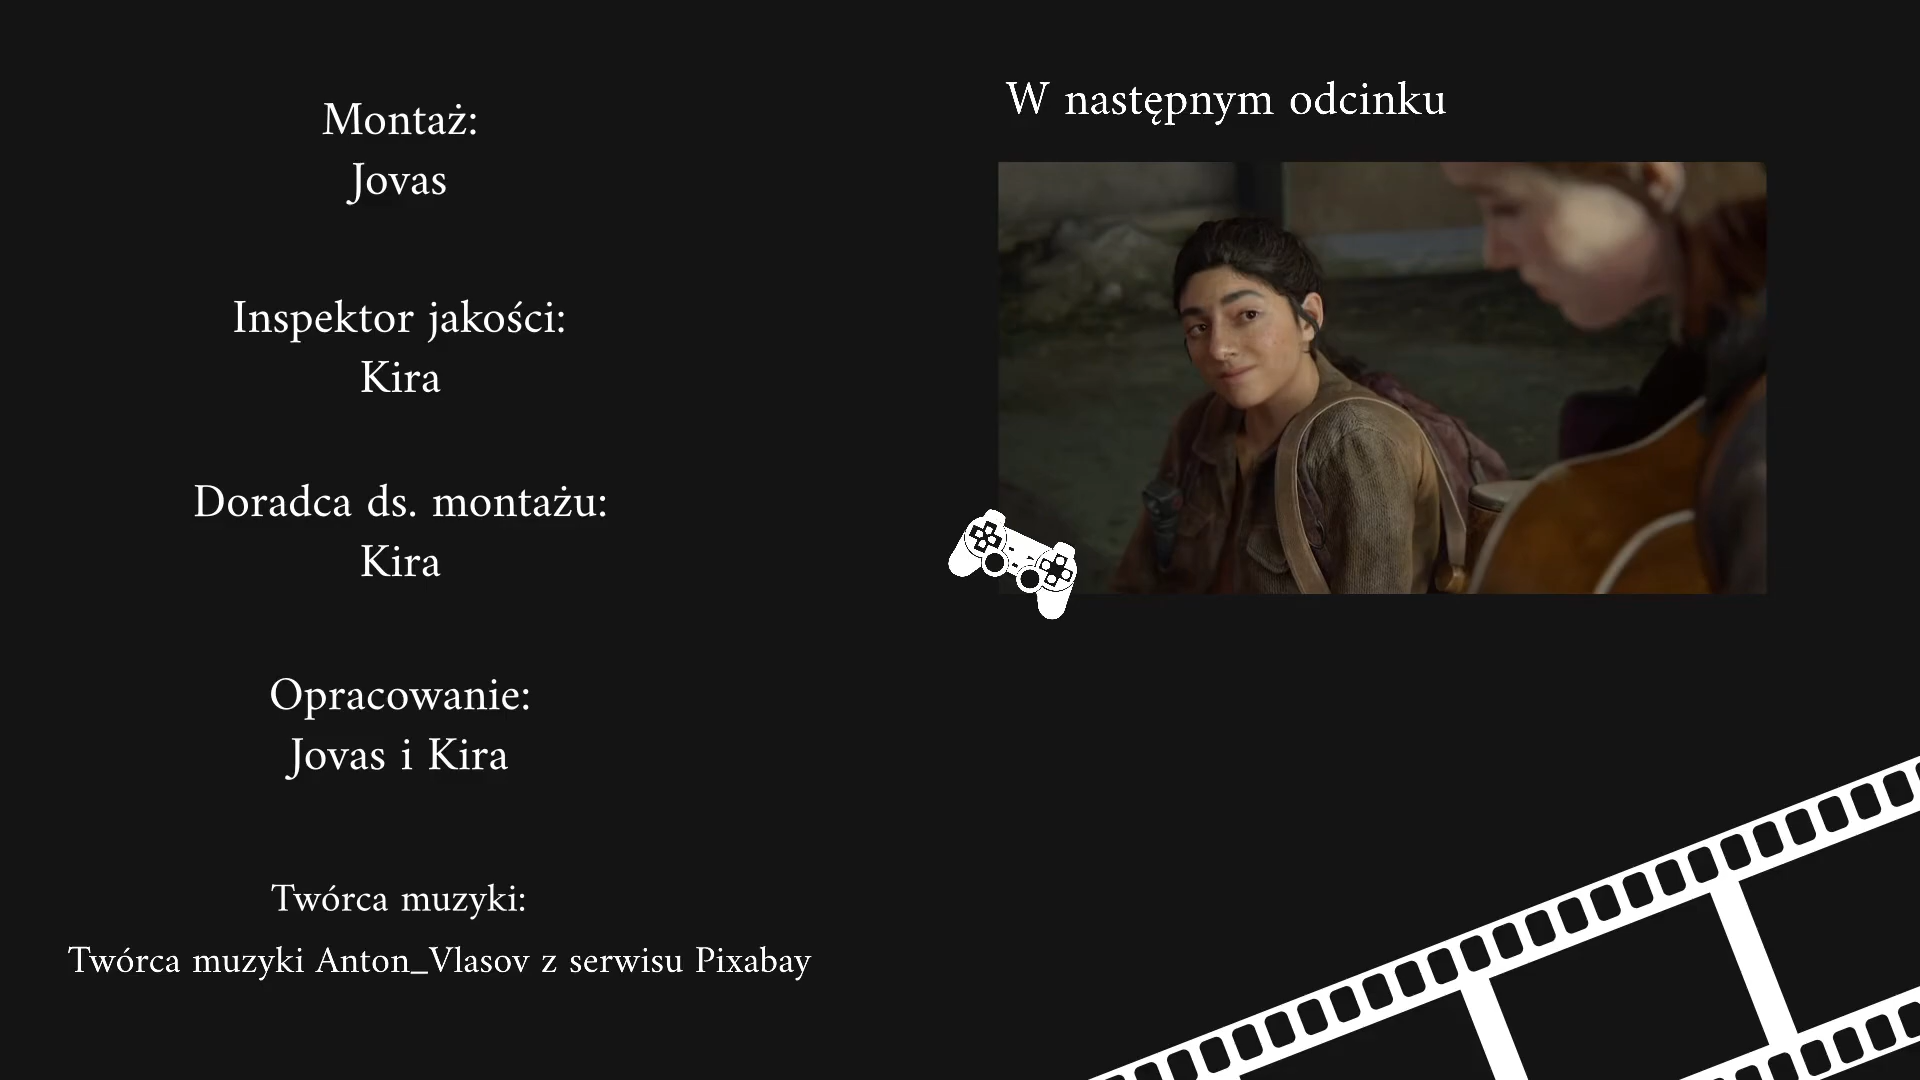 Montaż:
Jovas
Inspektor jakości:
Kira
Doradca ds. montażu:
Kira
Opracowanie:
Jovas i Kira
Twórca muzyki:
Twórca muzyki Anton_Vlasov z serwisu Pixabay
W następnym odcinku